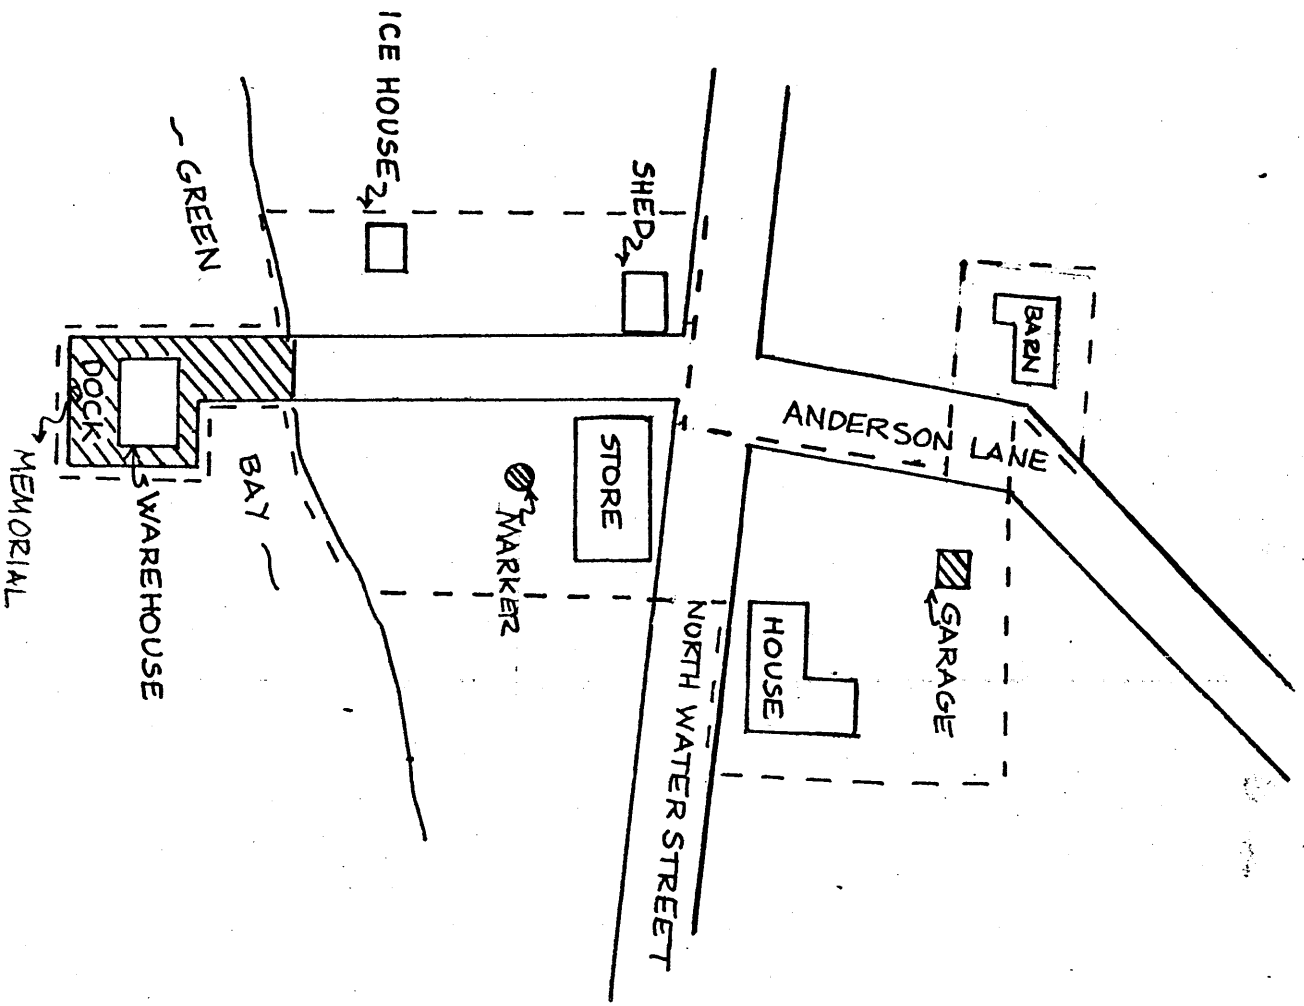 ICE HOUSE
SHED
~ GREEN
BAY ~
BARN
ANDERSON LANE
DOCK
STORE
MARKER
MEMORIAL
WAREHOUSE
GARAGE
HOUSE
NORTH WATER STREET